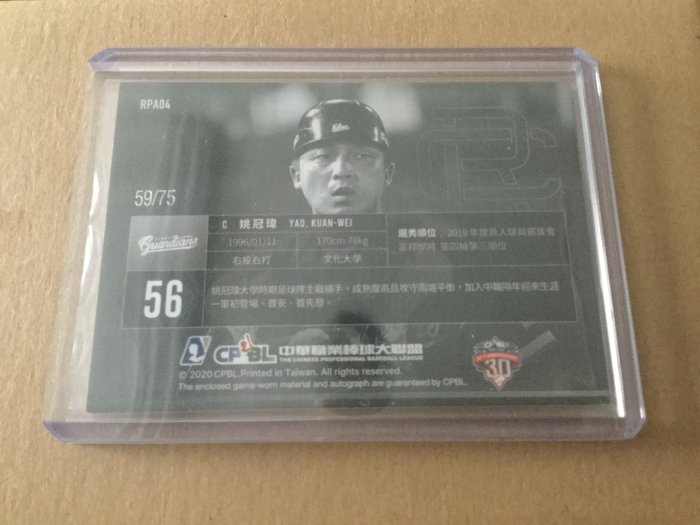 RPA04
59/75
C 姚冠瑋 YAO, KUAN-WEI
1996/01/11 170cm 78kg
右投右打 文化大學
選秀順位 2019 年度新人球員選拔會
富邦悍將 第四輪第三順位
Guardians
56
姚冠瑋大學時期是球隊主戰捕手，成熟度高且攻守兩端平衡，加入中職隔年迎來生涯
一軍初登場、首安、首先發。
CPBL 中華職業棒球大聯盟
THE CHINESE PROFESSIONAL BASEBALL LEAGUE
© 2020 CPBL.Printed in Taiwan. All rights reserved.
The enclosed game-worn material and autograph are guaranteed by CPBL.
30